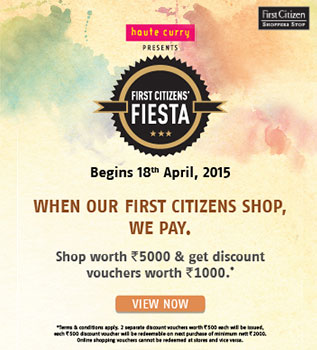 haute curry
First Citizen
SHOPPERS STOP
PRESENTS
FIRST CITIZENS'
FIESTA
Begins 18th April, 2015
WHEN OUR FIRST CITIZENS SHOP,
WE PAY.
Shop worth ₹5000 & get discount
vouchers worth ₹1000.*
VIEW NOW
*Terms & conditions apply. 2 separate discount vouchers worth ₹500 each will be issued,
each ₹500 discount voucher will be redeemable on next purchase of minimum nett ₹2000.
Online shopping vouchers cannot be redeemed at stores and vice versa.